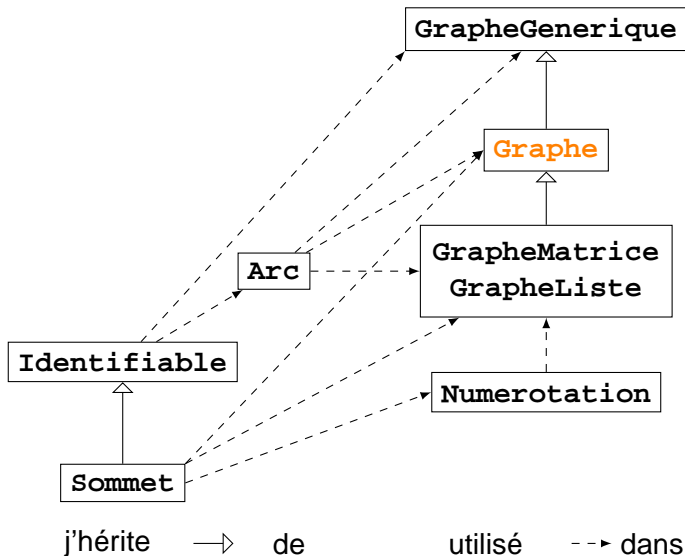 GrapheGenerique
Graphe
GrapheMatrice
GrapheListe
Arc
Identifiable
Numerotation
Sommet
j'hérite de utilisé dans